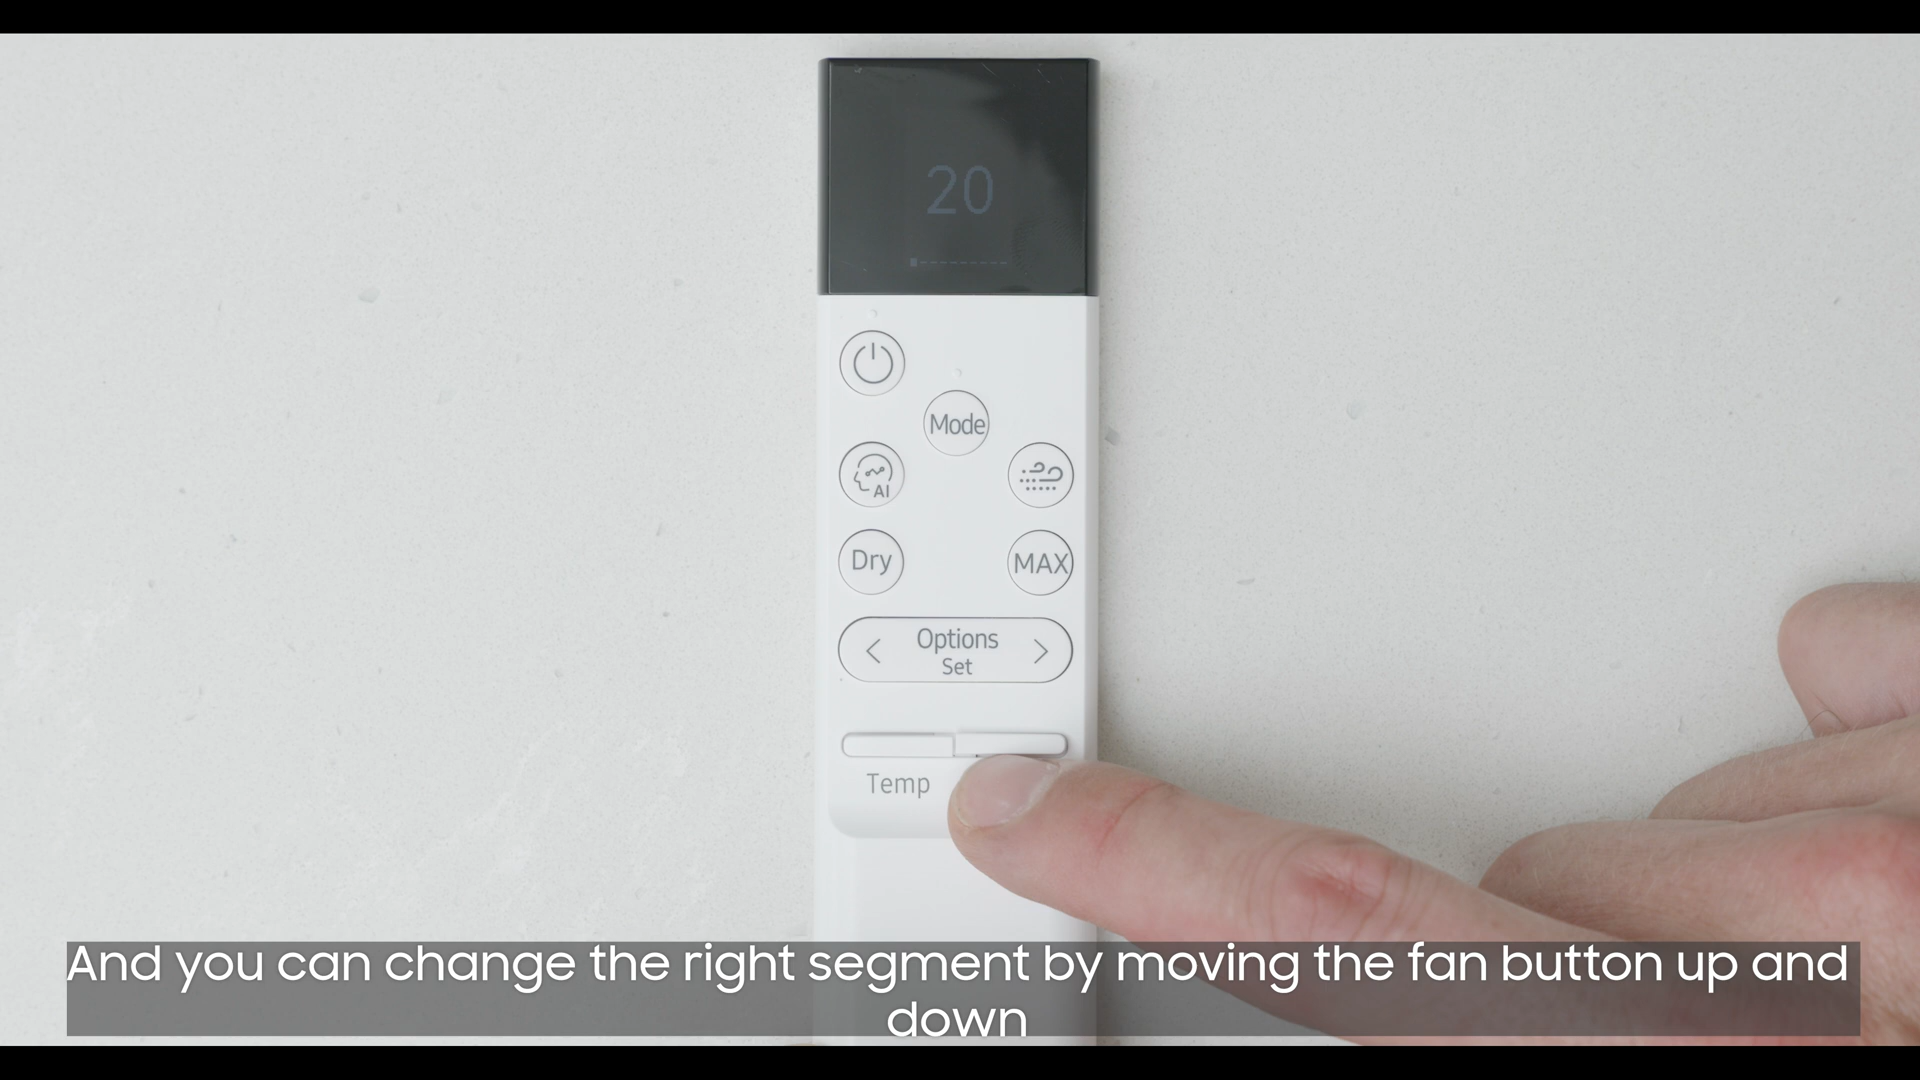 20
Mode
AI
Dry
MAX
Options
Set
Temp
And you can change the right segment by moving the fan button up and
down